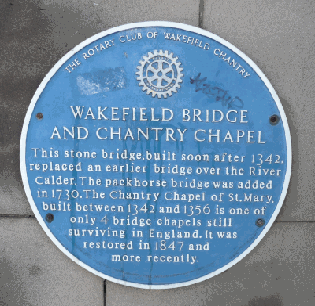 THE ROTARY CLUB OF WAKEFIELD CHANTRY
WAKEFIELD BRIDGE
AND CHANTRY CHAPEL
This stone bridge, built soon after 1342,
replaced an earlier bridge over the River
Calder. The packhorse bridge was added
in 1730. The Chantry Chapel of St. Mary,
built between 1342 and 1356 is one of
only 4 bridge chapels still
surviving in England. It was
restored in 1847 and
more recently.